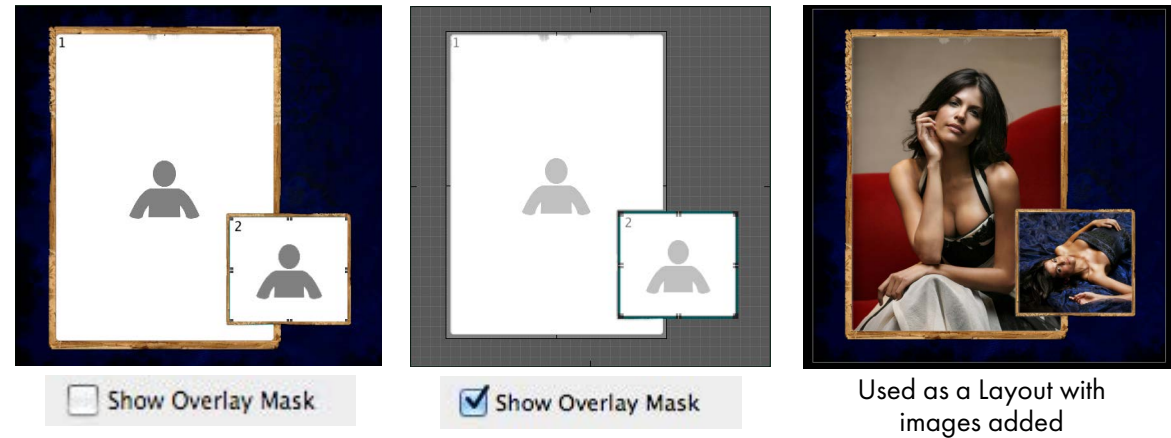 1
2
1
2
Show Overlay Mask
Show Overlay Mask
Used as a Layout with
images added